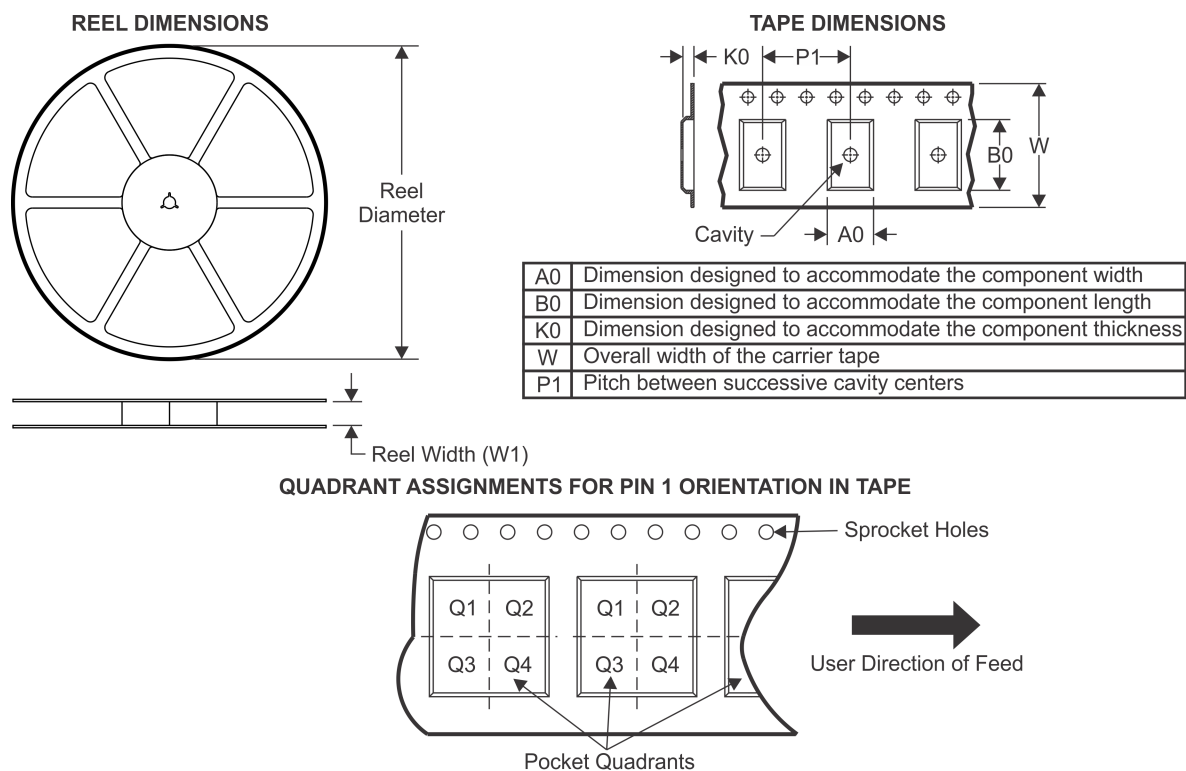 REEL DIMENSIONS
Reel
Diameter
Reel Width (W1)
TAPE DIMENSIONS
K0
P1
B0
W
Cavity
A0
A0 Dimension designed to accommodate the component width
B0 Dimension designed to accommodate the component length
K0 Dimension designed to accommodate the component thickness
W Overall width of the carrier tape
P1 Pitch between successive cavity centers
QUADRANT ASSIGNMENTS FOR PIN 1 ORIENTATION IN TAPE
Sprocket Holes
Q1 Q2 Q1 Q2
Q3 Q4 Q3 Q4
User Direction of Feed
Pocket Quadrants